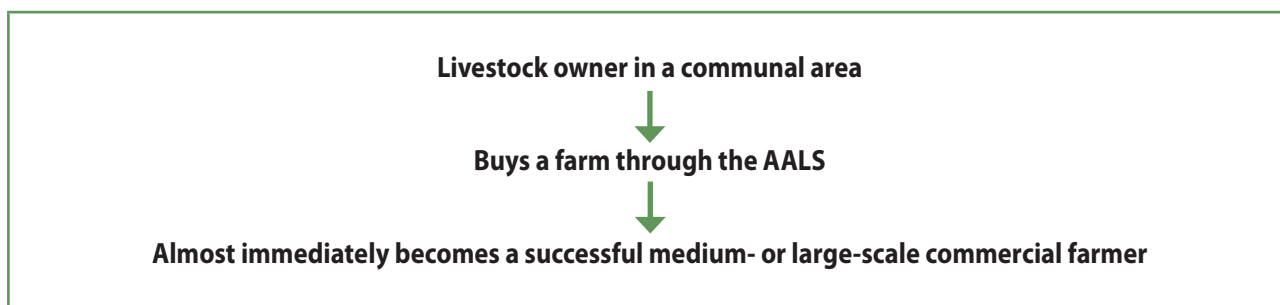 Livestock owner in a communal area
Buys a farm through the AALS
Almost immediately becomes a successful medium- or large-scale commercial farmer